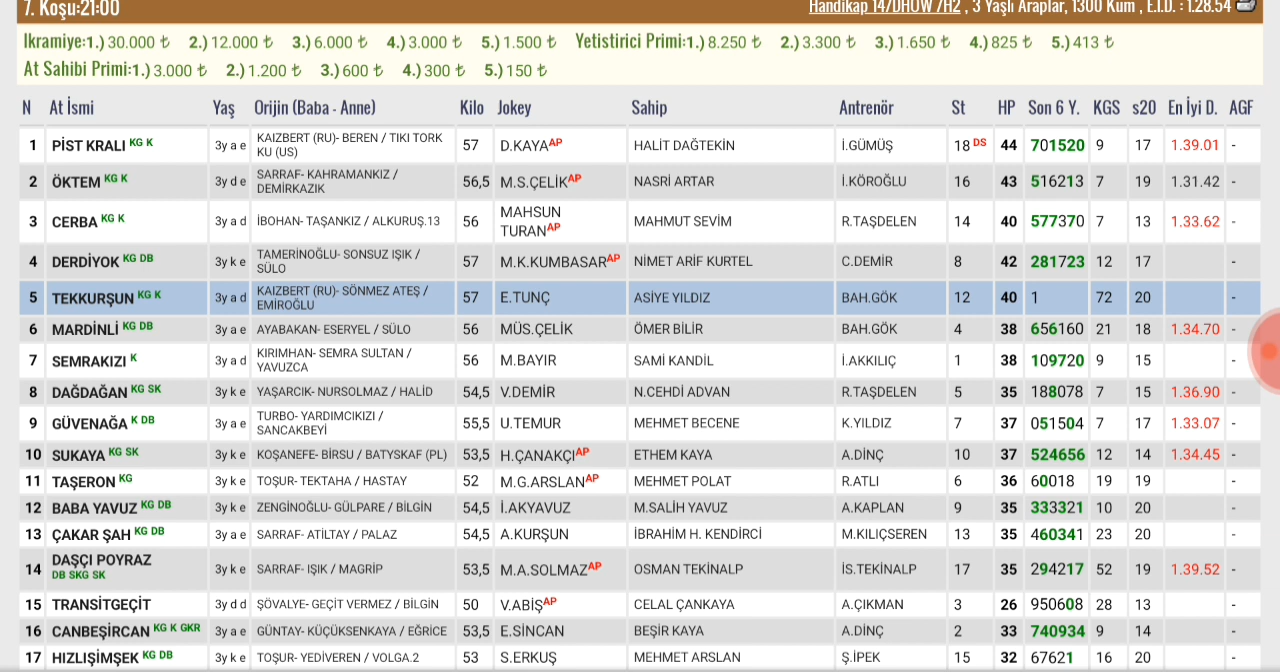 7. Koşu:21:00 Handikap 14/DHÖW /H2 , 3 Yaşlı Araplar, 1300 Kum , E.İ.D. : 1.28.54
Ikramiye:1.) 30.000 ₺ 2.) 12.000 ₺ 3.) 6.000 ₺ 4.) 3.000 ₺ 5.) 1.500 ₺ Yetistirici Primi:1.) 8.250 ₺ 2.) 3.300 ₺ 3.) 1.650 ₺ 4.) 825 ₺ 5.) 413 ₺
At Sahibi Primi:1.) 3.000 ₺ 2.) 1.200 ₺ 3.) 600 ₺ 4.) 300 ₺ 5.) 150 ₺
N At İsmi Yaş Orijin (Baba - Anne) Kilo Jokey Sahip Antrenör St HP Son 6 Y. KGS s20 En İyi D. AGF
1 PİST KRALI KG K 3y a e KAIZBERT (RU)- BEREN / TIKI TORK KU (US) 57 D.KAYA AP HALİT DAĞTEKİN İ.GÜMÜŞ 18 DS 44 701520 9 17 1.39.01 -
2 ÖKTEM KG K 3y d e SARRAF- KAHRAMANKIZ / DEMİRKAZIK 56,5 M.S.ÇELİK AP NASRİ ARTAR İ.KÖROĞLU 16 43 516213 7 19 1.31.42 -
3 CERBA KG K 3y a d İBOHAN- TAŞANKIZ / ALKURUŞ.13 56 MAHSUN TURAN AP MAHMUT SEVİM R.TAŞDELEN 14 40 577370 7 13 1.33.62 -
4 DERDİYOK KG DB 3y k e TAMERİNOĞLU- SONSUZ IŞIK / SÜLO 57 M.K.KUMBASAR AP NİMET ARİF KURTEL C.DEMİR 8 42 281723 12 17 -
5 TEKKURŞUN KG K 3y a d KAIZBERT (RU)- SÖNMEZ ATEŞ / EMİROĞLU 57 E.TUNÇ ASİYE YILDIZ BAH.GÖK 12 40 1 72 20 -
6 MARDİNLİ KG DB 3y a e AYABAKAN- ESERYEL / SÜLO 56 MÜS.ÇELİK ÖMER BİLİR BAH.GÖK 4 38 656160 21 18 1.34.70 -
7 SEMRAKIZI K 3y a d KIRIMHAN- SEMRA SULTAN / YAVUZCA 56 M.BAYIR SAMİ KANDİL İ.AKKILIÇ 1 38 109720 9 15 -
8 DAĞDAĞAN KG SK 3y k e YAŞARCIK- NURSOLMAZ / HALİD 54,5 V.DEMİR N.CEHDİ ADVAN R.TAŞDELEN 5 35 188078 7 15 1.36.90 -
9 GÜVENAĞA K DB 3y a e TURBO- YARDIMCIKIZI / SANCAKBEYİ 55,5 U.TEMUR MEHMET BECENE K.YILDIZ 7 37 051504 7 17 1.33.07 -
10 SUKAYA KG SK 3y k e KOŞANEFE- BİRSU / BATYSKAF (PL) 53,5 H.ÇANAKÇI AP ETHEM KAYA A.DİNÇ 10 37 524656 12 14 1.34.45 -
11 TAŞERON KG 3y k e TOŞUR- TEKTAHA / HASTAY 52 M.G.ARSLAN AP MEHMET POLAT R.ATLI 6 36 60018 19 19 -
12 BABA YAVUZ KG DB 3y k e ZENGİNOĞLU- GÜLPARE / BİLGİN 54,5 İ.AKYAVUZ M.SALİH YAVUZ A.KAPLAN 9 35 333321 10 20 -
13 ÇAKAR ŞAH KG DB 3y a e SARRAF- ATİLTAY / PALAZ 54,5 A.KURŞUN İBRAHİM H. KENDİRCİ M.KILIÇSEREN 13 35 460341 23 20 -
14 DAŞÇI POYRAZ DB SKG SK 3y k e SARRAF- IŞIK / MAGRİP 53,5 M.A.SOLMAZ AP OSMAN TEKİNALP İS.TEKİNALP 17 35 294217 52 19 1.39.52 -
15 TRANSİTGEÇİT 3y d d ŞÖVALYE- GEÇİT VERMEZ / BİLGİN 50 V.ABİŞ AP CELAL ÇANKAYA A.ÇIKMAN 3 26 950608 28 13 -
16 CANBEŞİRCAN KG K GKR 3y a e GÜNTAY- KÜÇÜKSENKAYA / EĞRİCE 53,5 E.SİNCAN BEŞİR KAYA A.DİNÇ 2 33 740934 9 14 -
17 HIZLIŞİMŞEK KG DB 3y k e TOŞUR- YEDİVEREN / VOLGA.2 53 S.ERKUŞ MEHMET ARSLAN Ş.İPEK 15 32 67621 16 20 -